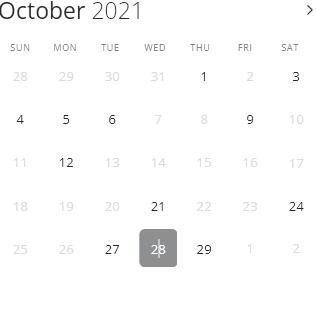 October 2021
SUN MON TUE WED THU FRI SAT
28 29 30 31 1 2 3
4 5 6 7 8 9 10
11 12 13 14 15 16 17
18 19 20 21 22 23 24
25 26 27 28 29 1 2